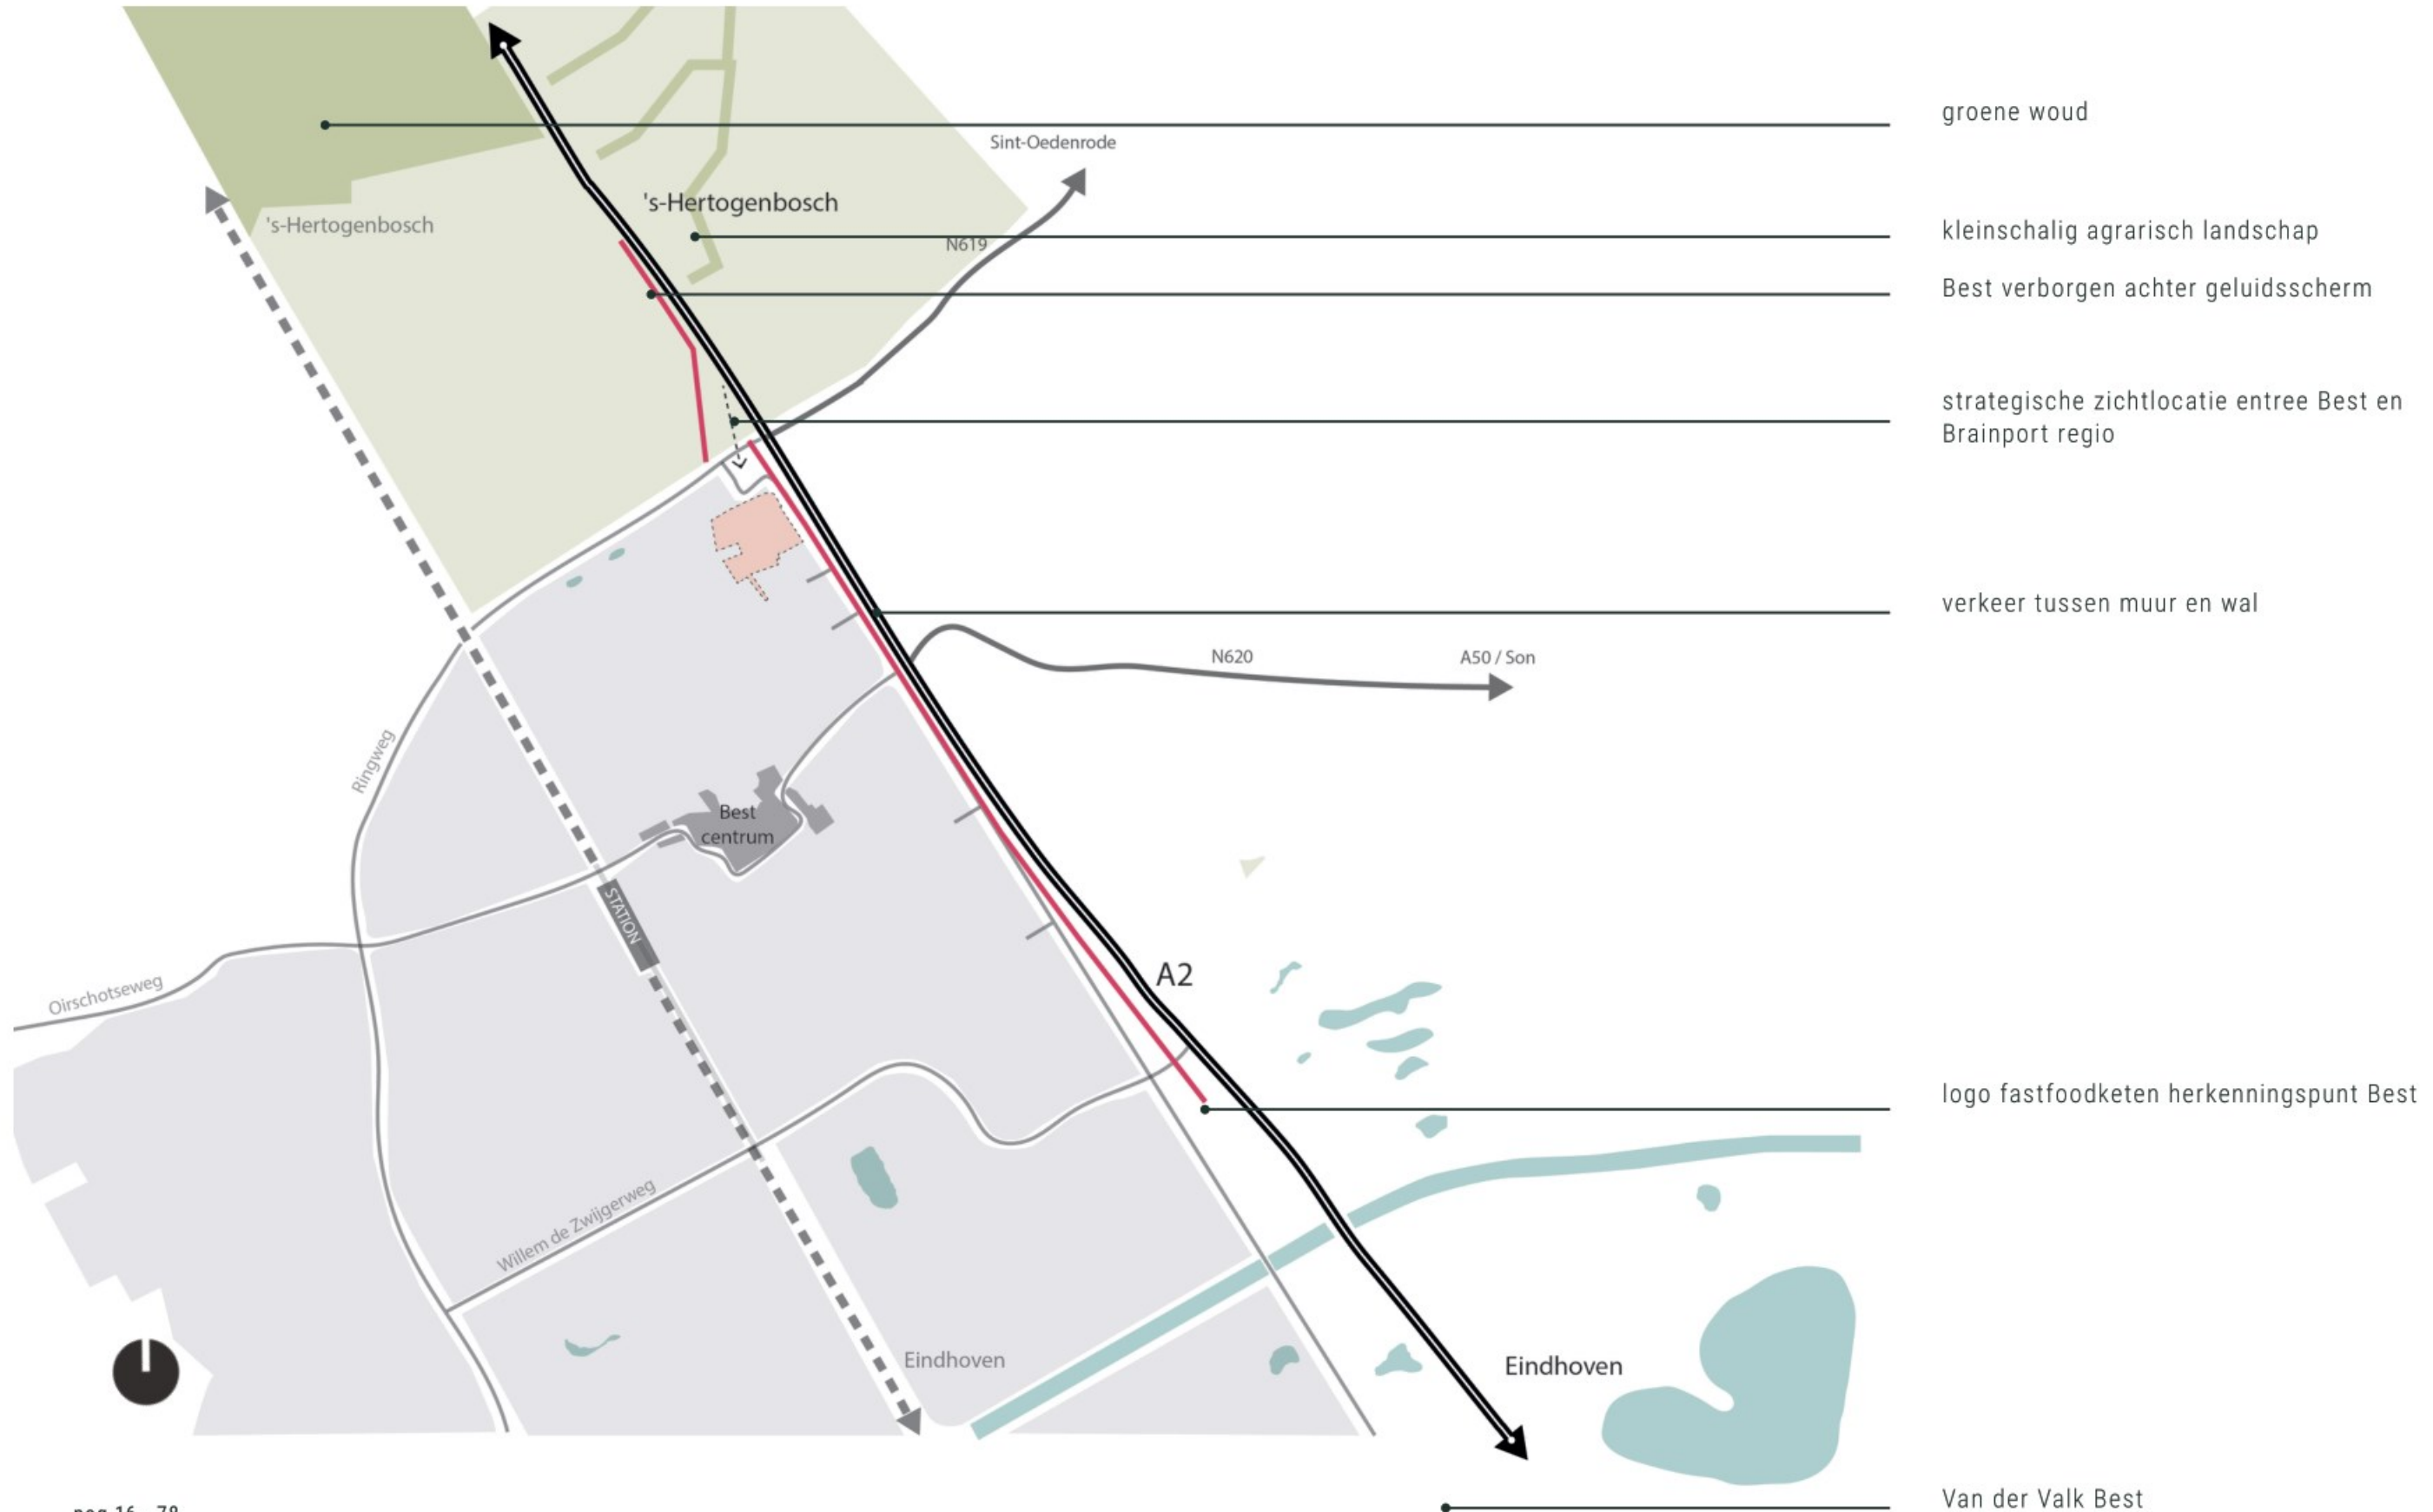 groene woud
Sint-Oedenrode
's-Hertogenbosch
's-Hertogenbosch
N619
kleinschalig agrarisch landschap
Best verborgen achter geluidsscherm
strategische zichtlocatie entree Best en
Brainport regio
verkeer tussen muur en wal
N620
A50 / Son
Ringweg
Best
centrum
STATION
A2
Oirschotseweg
logo fastfoodketen herkenningspunt Best
Willem de Zwijgerweg
Eindhoven
Eindhoven
Van der Valk Best